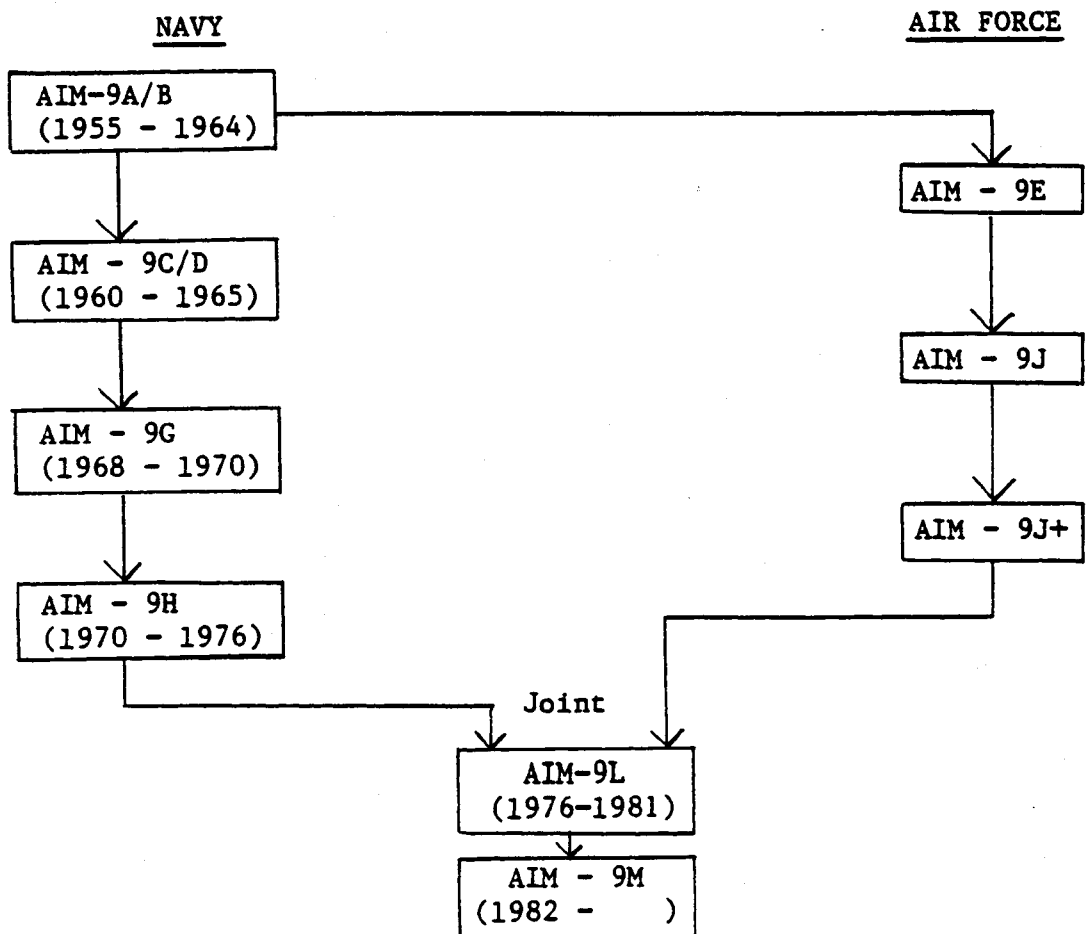 NAVY
AIR FORCE
AIM-9A/B
(1955 - 1964)
AIM - 9E
AIM - 9C/D
(1960 - 1965)
AIM - 9J
AIM - 9G
(1968 - 1970)
AIM - 9J+
AIM - 9H
(1970 - 1976)
Joint
AIM-9L
(1976-1981)
AIM - 9M
(1982 -    )